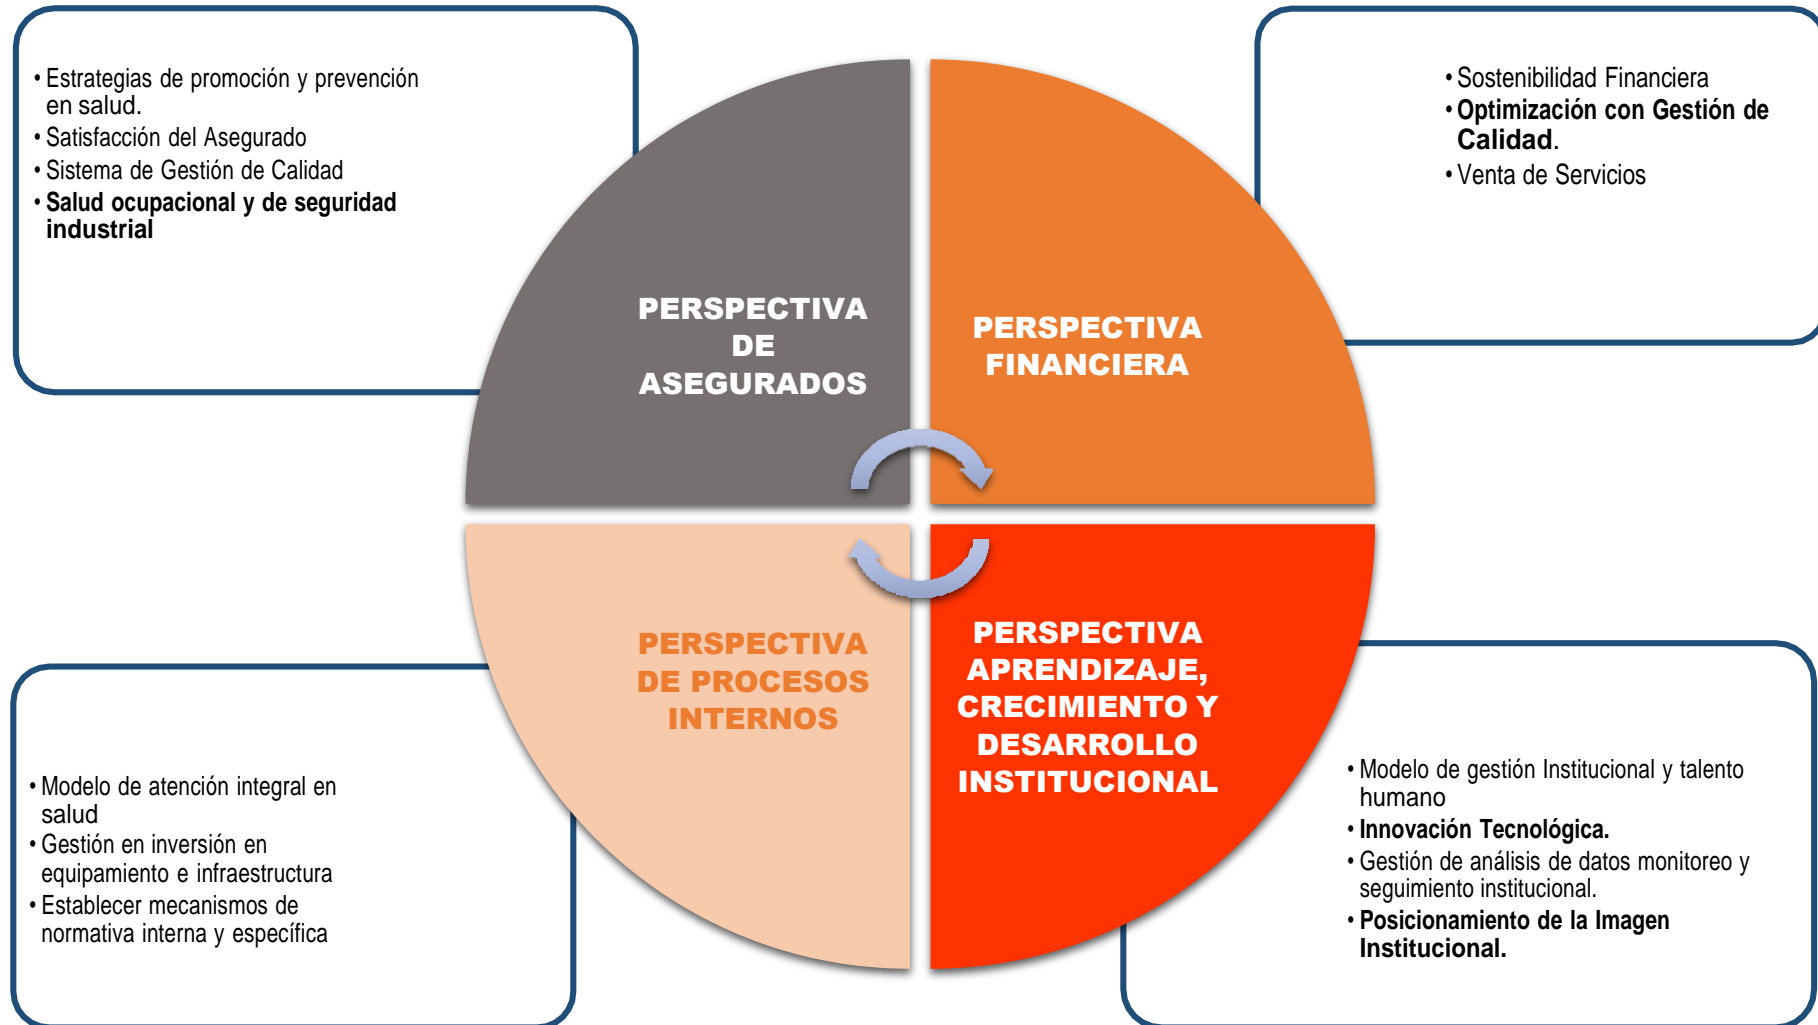 • Estrategias de promoción y prevención
en salud.
• Satisfacción del Asegurado
• Sistema de Gestión de Calidad
• Salud ocupacional y de seguridad
industrial
• Sostenibilidad Financiera
• Optimización con Gestión de
Calidad.
• Venta de Servicios
PERSPECTIVA
DE
ASEGURADOS
PERSPECTIVA
FINANCIERA
PERSPECTIVA
DE PROCESOS
INTERNOS
PERSPECTIVA
APRENDIZAJE,
CRECIMIENTO Y
DESARROLLO
INSTITUCIONAL
• Modelo de atención integral en
salud
• Gestión en inversión en
equipamiento e infraestructura
• Establecer mecanismos de
normativa interna y específica
• Modelo de gestión Institucional y talento
humano
• Innovación Tecnológica.
• Gestión de análisis de datos monitoreo y
seguimiento institucional.
• Posicionamiento de la Imagen
Institucional.